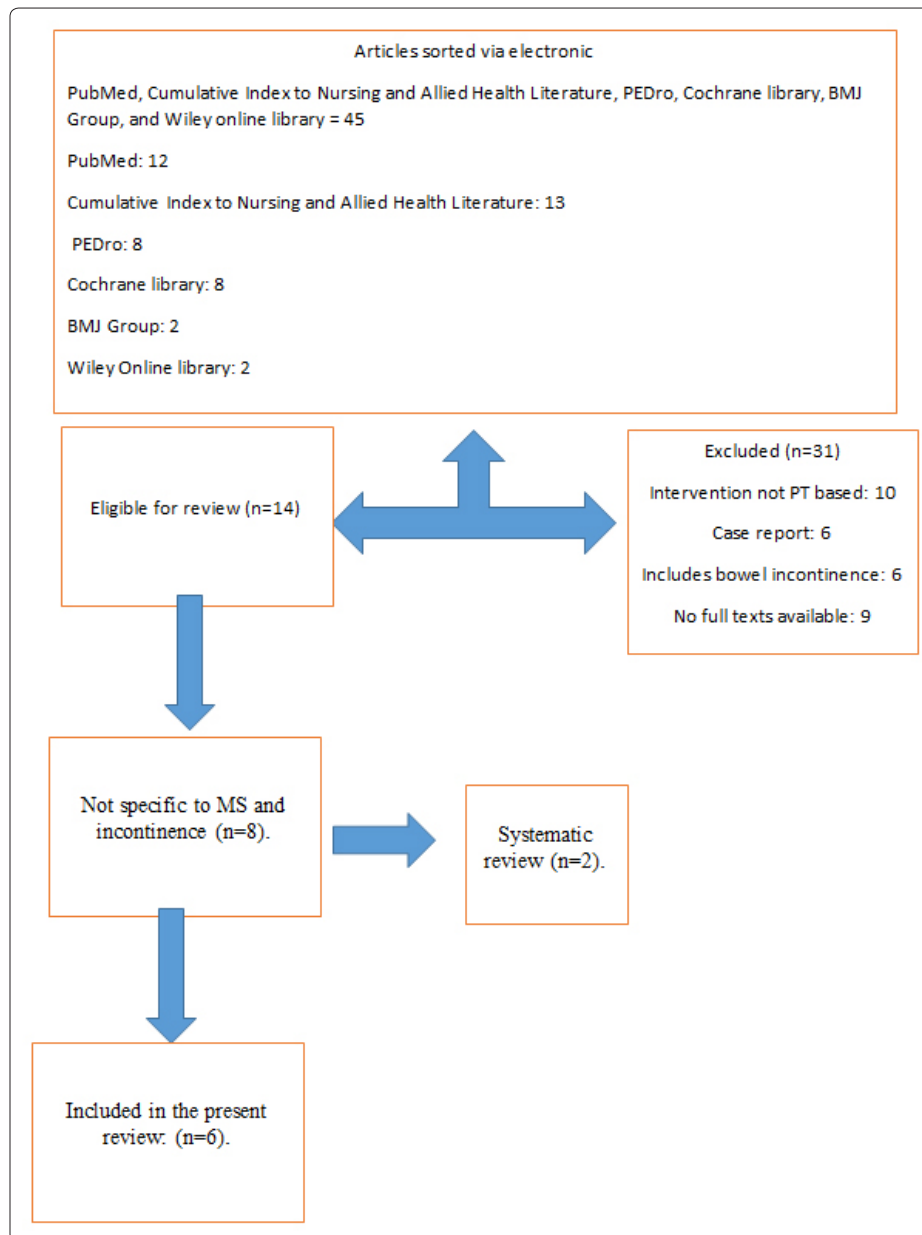 Articles sorted via electronic
PubMed, Cumulative Index to Nursing and Allied Health Literature, PEDro, Cochrane library, BMJ
Group, and Wiley online library = 45
PubMed: 12
Cumulative Index to Nursing and Allied Health Literature: 13
PEDro: 8
Cochrane library: 8
BMJ Group: 2
Wiley Online library: 2
Eligible for review (n=14)
Excluded (n=31)
Intervention not PT based: 10
Case report: 6
Includes bowel incontinence: 6
No full texts available: 9
Not specific to MS and
incontinence (n=8).
Systematic
review (n=2).
Included in the present
review: (n=6).